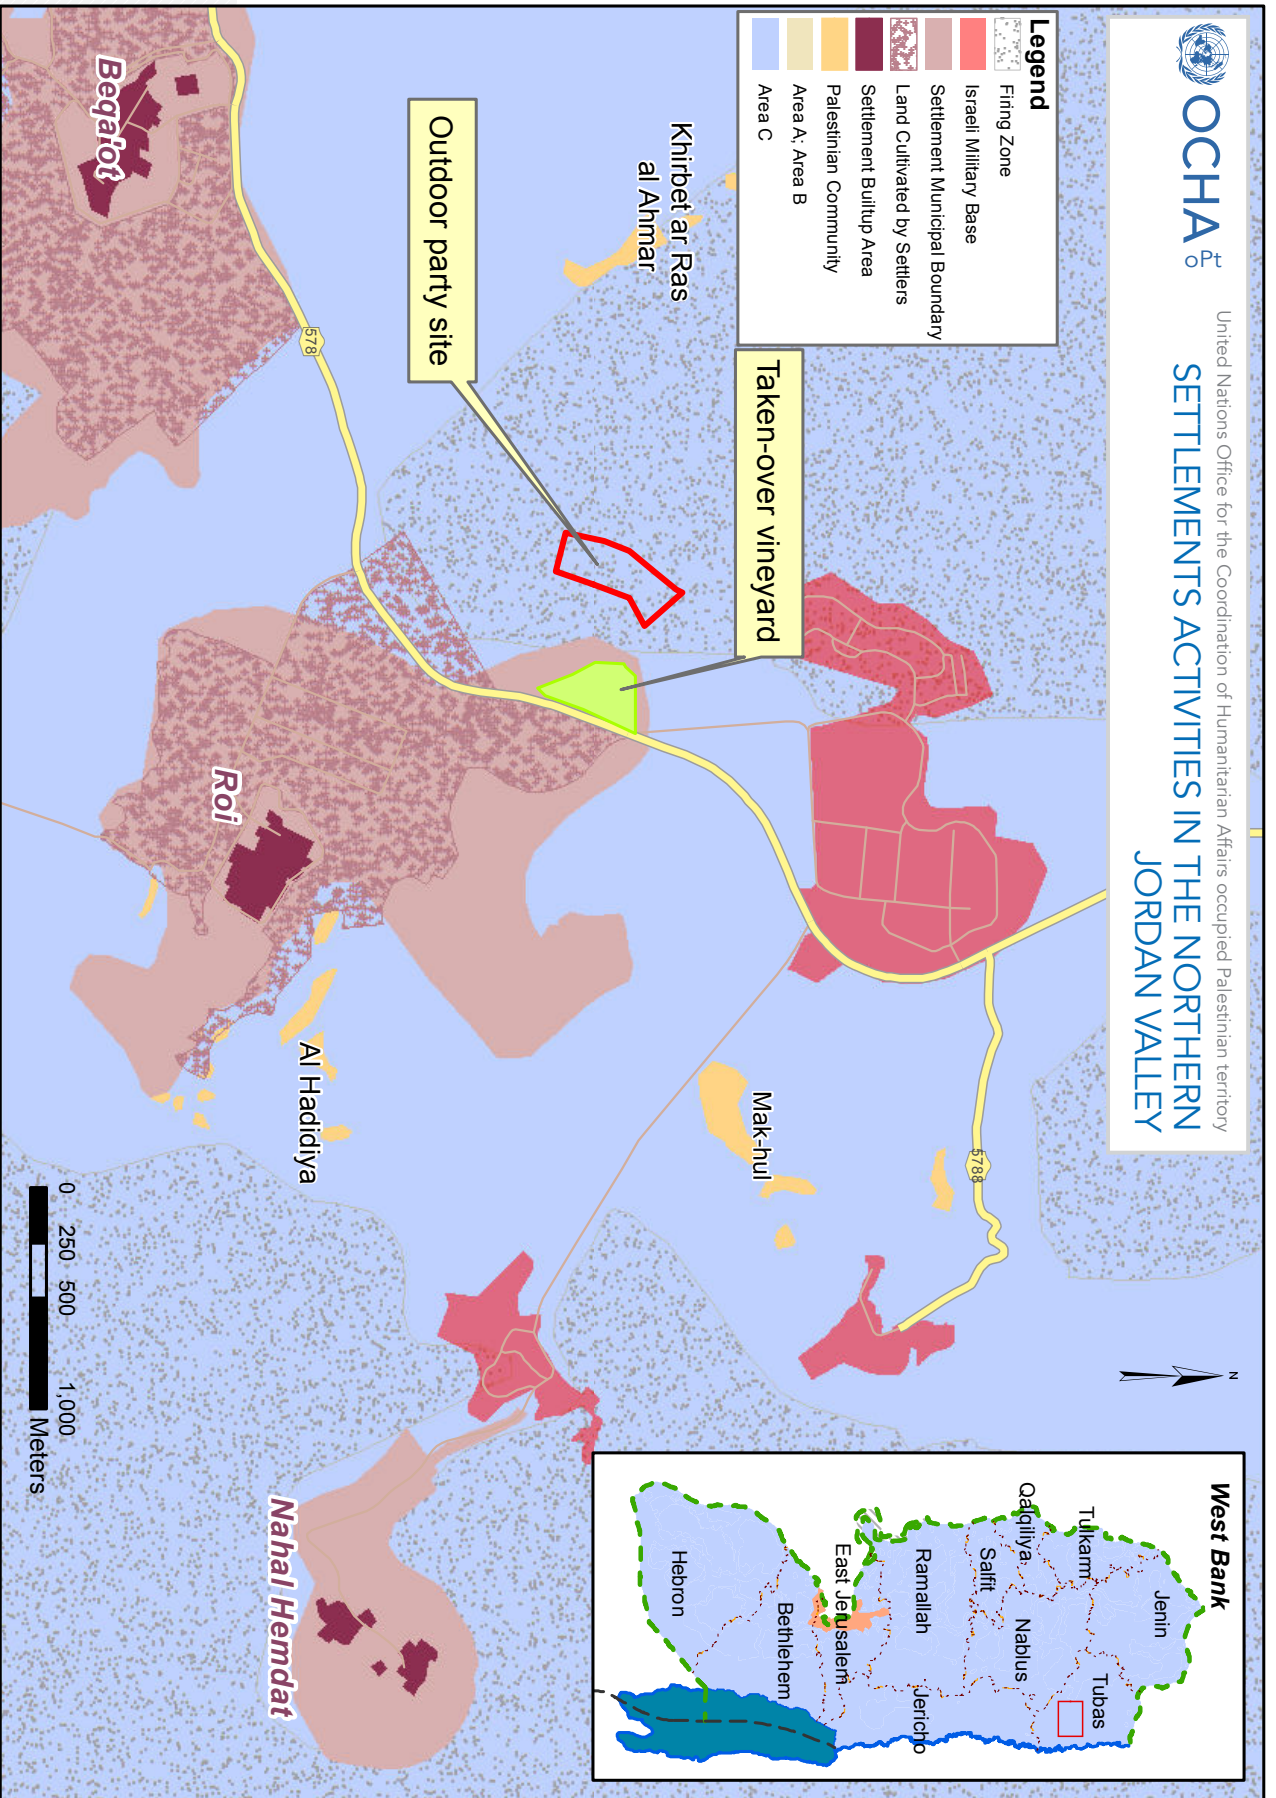 OCHA oPt
United Nations Office for the Coordination of Humanitarian Affairs occupied Palestinian territory
SETTLEMENTS ACTIVITIES IN THE NORTHERN
JORDAN VALLEY
N
Legend
Firing Zone
Israeli Military Base
Settlement Municipal Boundary
Land Cultivated by Settlers
Settlement Builtup Area
Palestinian Community
Area A; Area B
Area C
West Bank
Jenin
Tulkarm
Tubas
Qalqiliya
Nablus
Salfit
Ramallah
Jericho
East Jerusalem
Bethlehem
Hebron
5788
Taken-over vineyard
Mak-hul
Khirbet ar Ras
al Ahmar
Outdoor party site
578
Al Hadidiya
Roi
Nahal Hemdat
Beqaiot
0 250 500 1,000
Meters